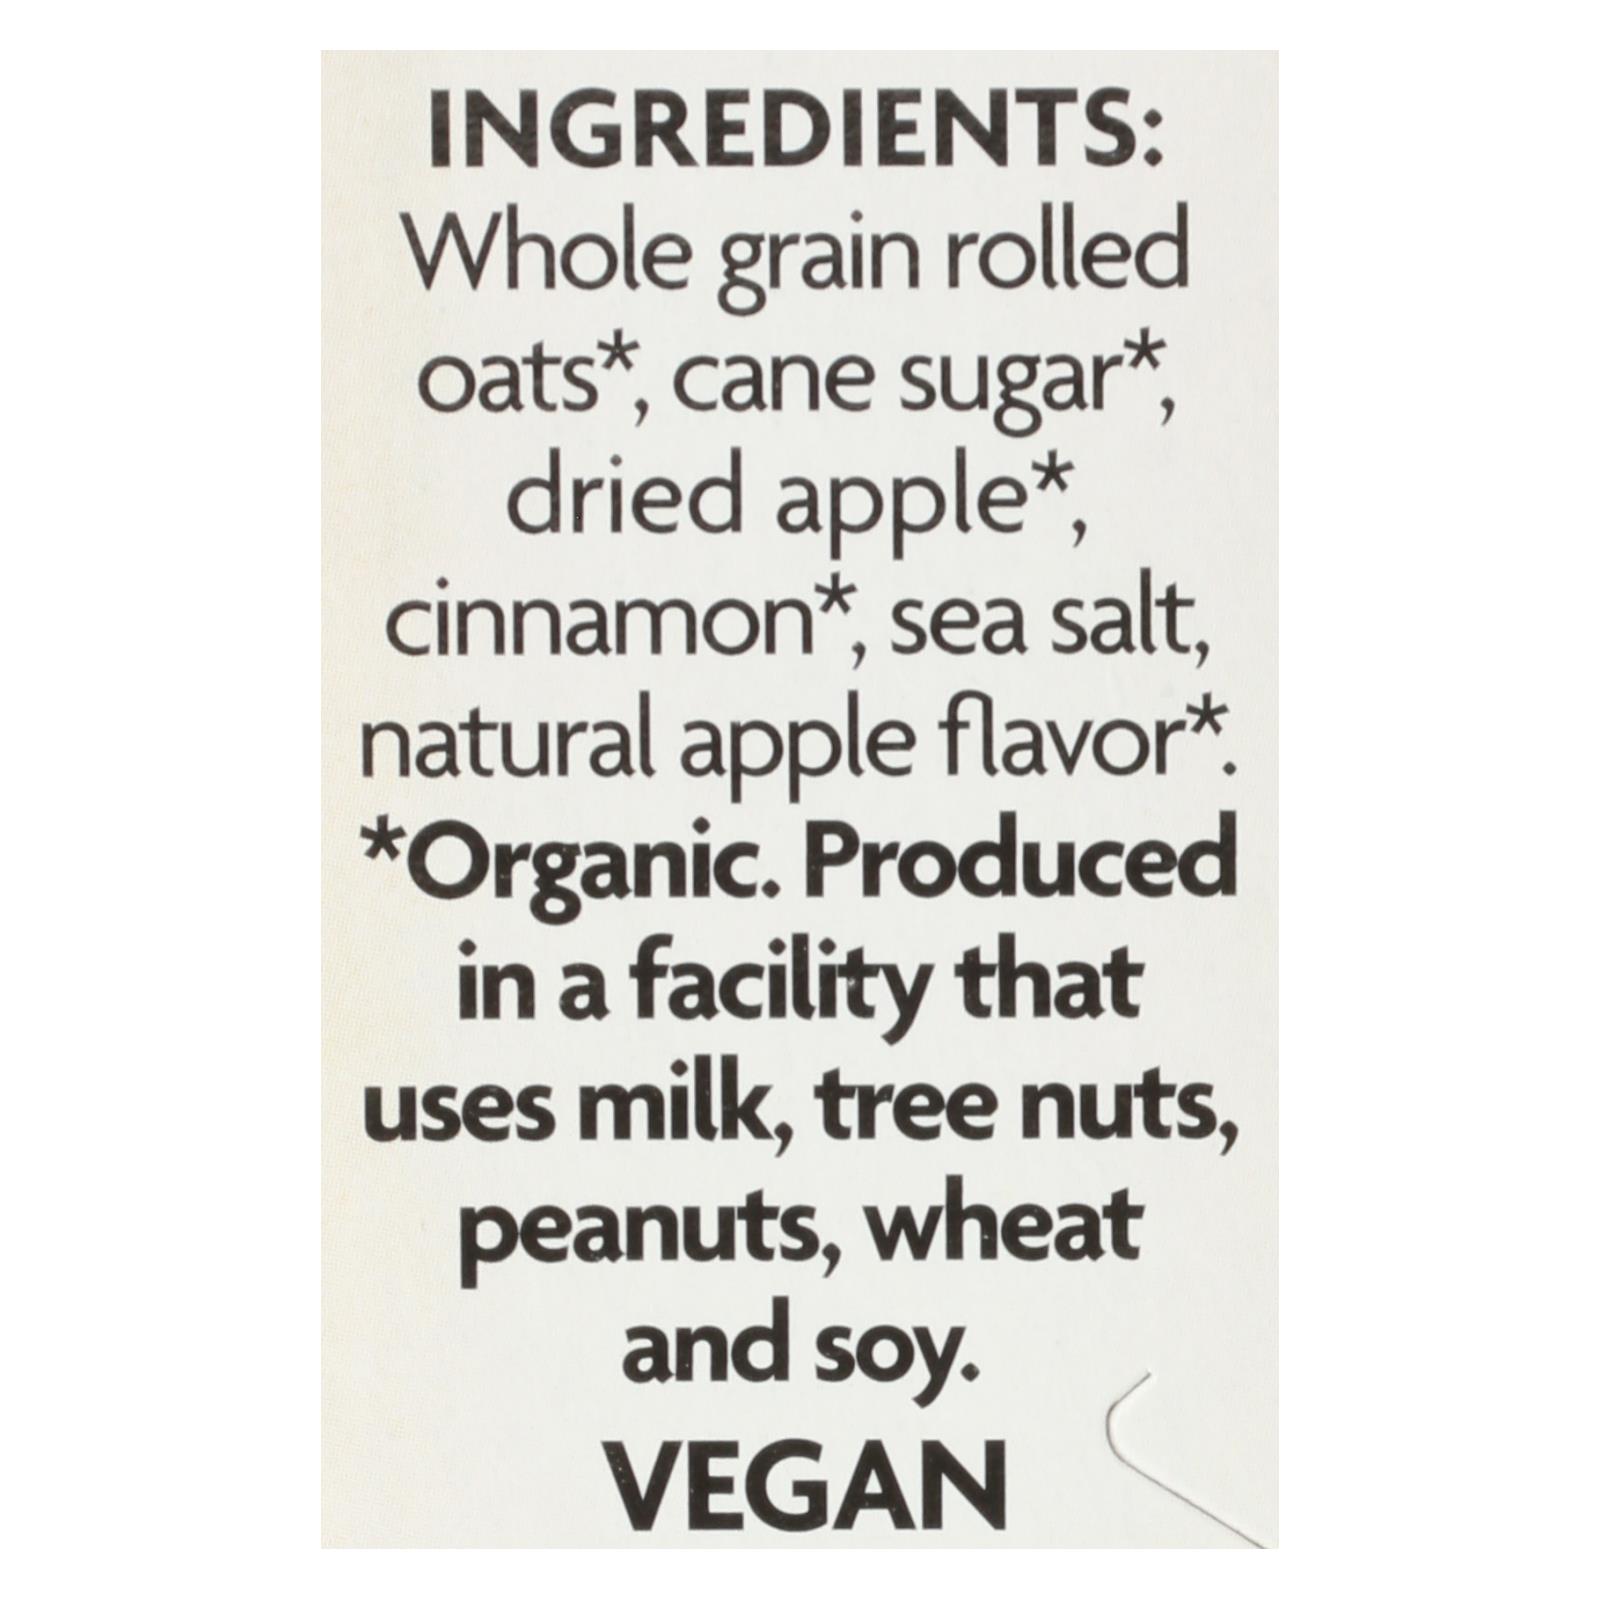 INGREDIENTS:
Whole grain rolled
oats*, cane sugar*,
dried apple*,
cinnamon*, sea salt,
natural apple flavor*.
*Organic. Produced
in a facility that
uses milk, tree nuts,
peanuts, wheat
and soy.
VEGAN